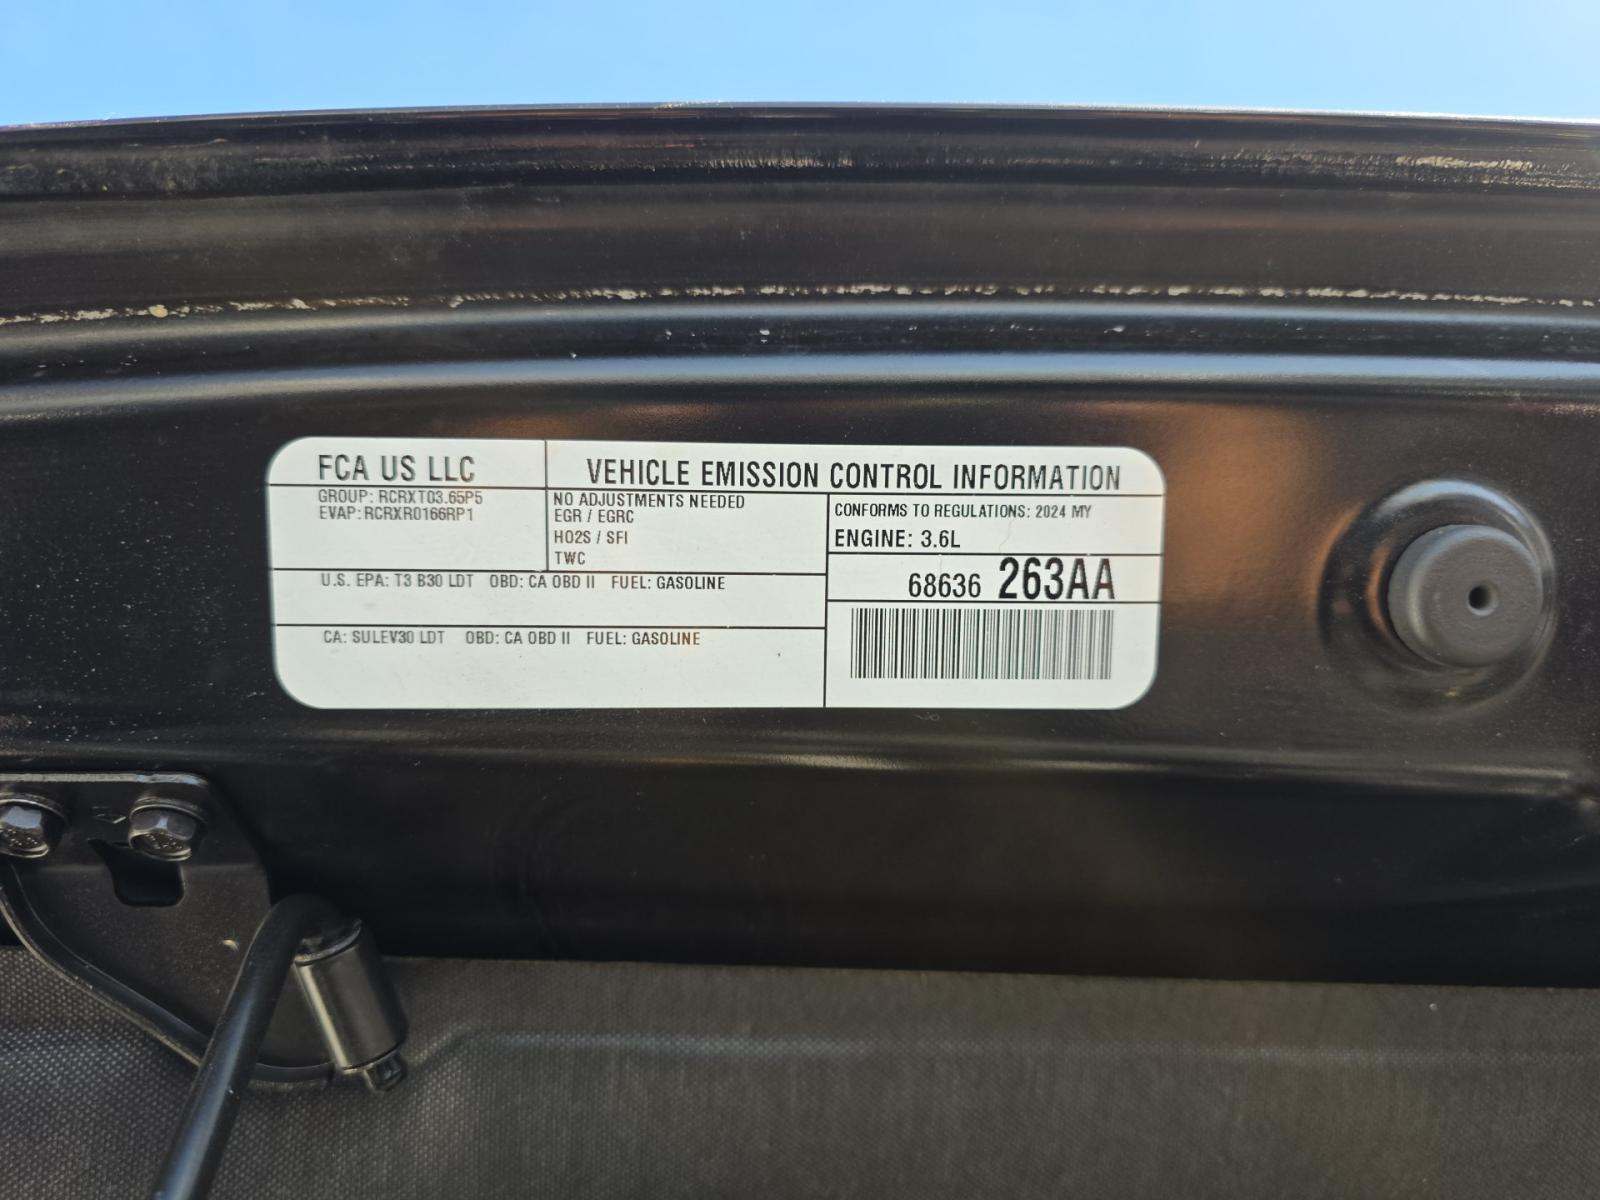 FCA US LLC
VEHICLE EMISSION CONTROL INFORMATION
GROUP: RCRXT03.65P5
EVAP: RCRXR0166RP1
NO ADJUSTMENTS NEEDED
EGR / EGRC
HO2S / SFI
TWC
CONFORMS TO REGULATIONS: 2024 MY
ENGINE: 3.6L
68636 263AA
U.S. EPA: T3 B30 LDT OBD: CA OBD II FUEL: GASOLINE
CA: SULEV30 LDT OBD: CA OBD II FUEL: GASOLINE